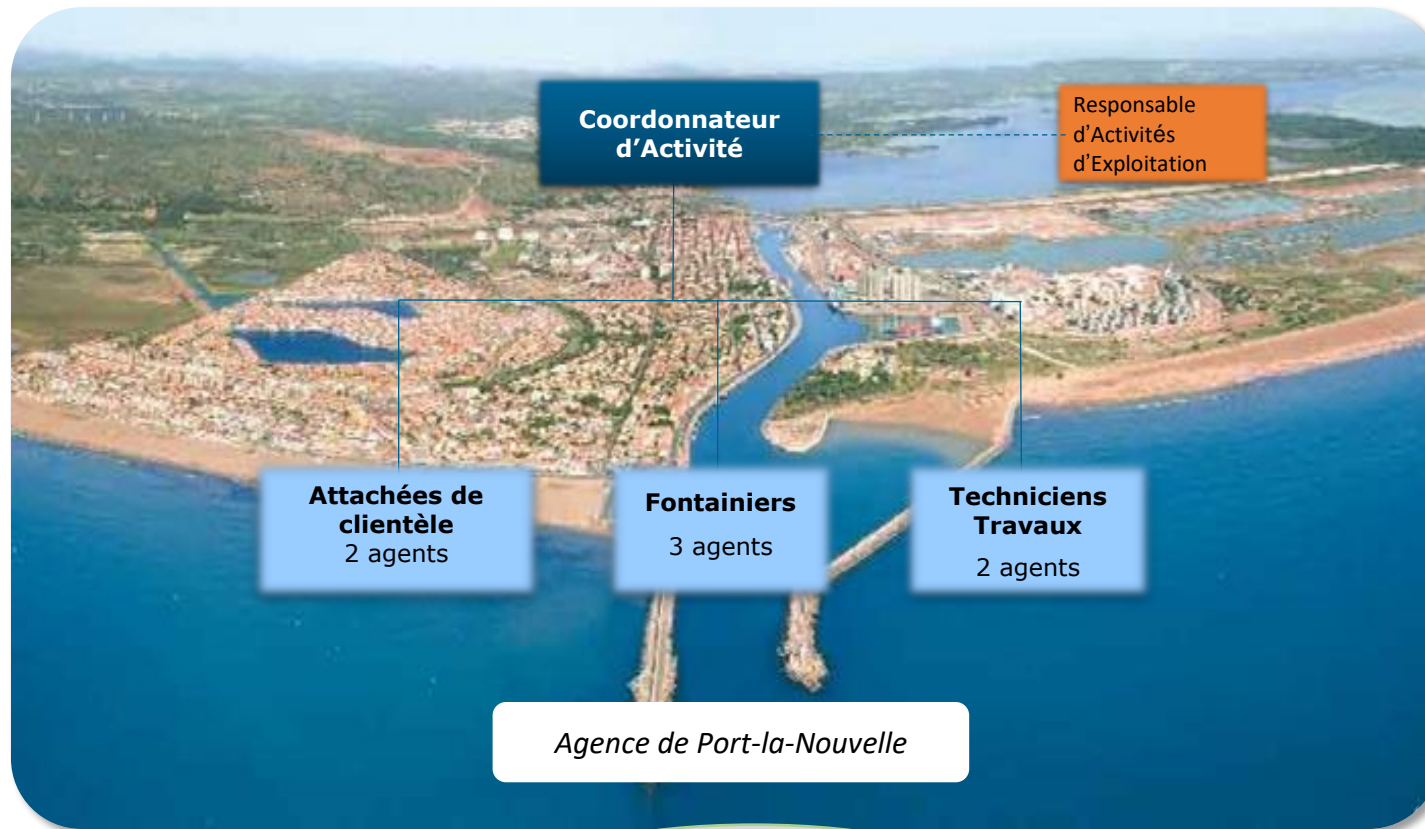 Coordonnateur
d’Activité
Responsable
d’Activités
d’Exploitation
Attachées de
clientèle
2 agents
Fontainiers
3 agents
Techniciens
Travaux
2 agents
Agence de Port-la-Nouvelle